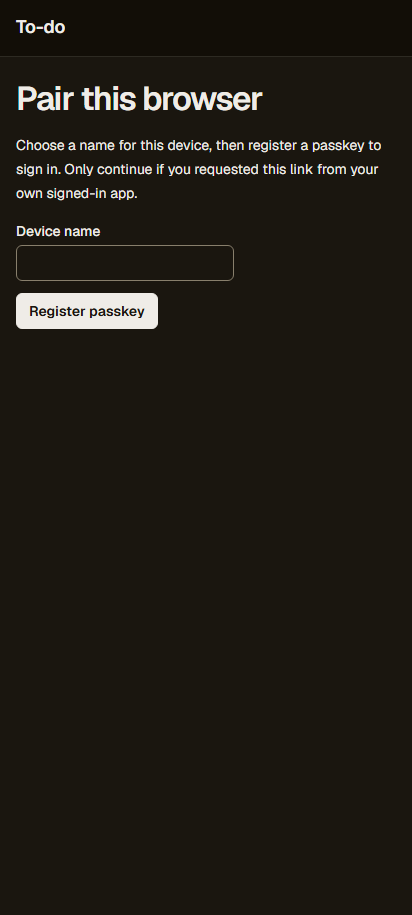 To-do
Pair this browser
Choose a name for this device, then register a passkey to
sign in. Only continue if you requested this link from your
own signed-in app.
Device name
Register passkey